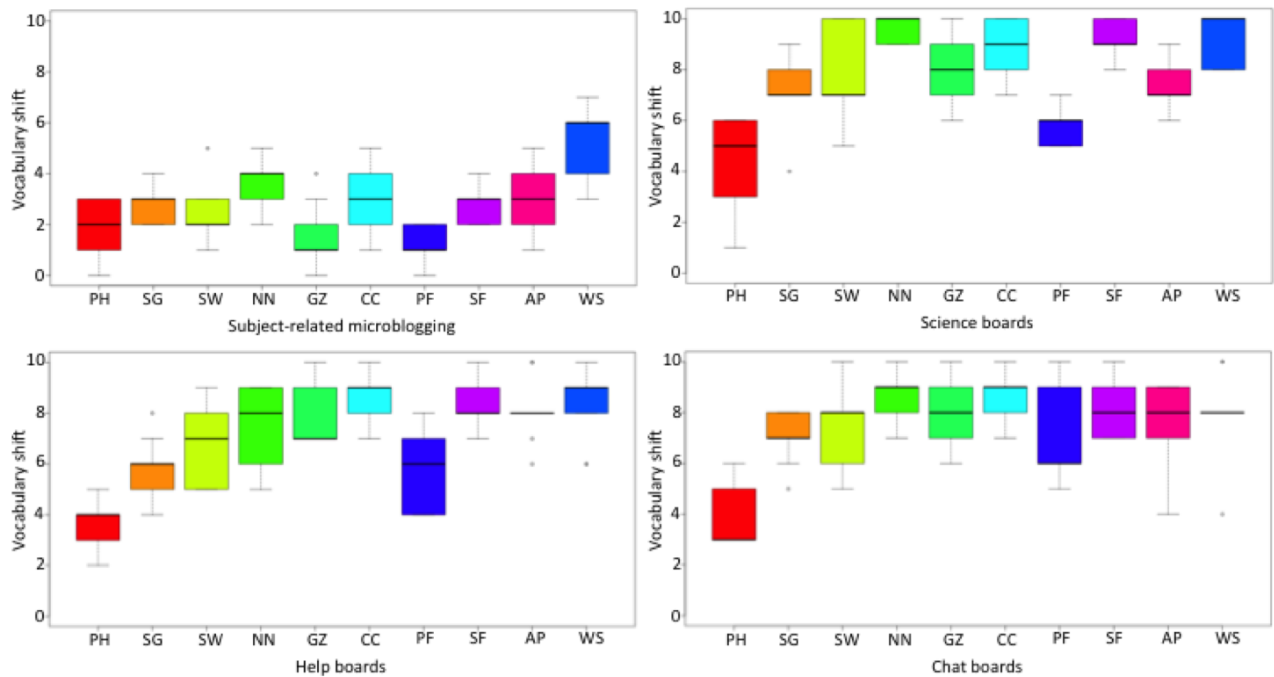 Vocabulary shift
10
8
6
4
2
0
PH SG SW NN GZ CC PF SF AP WS
Subject-related microblogging
Vocabulary shift
10
8
6
4
2
0
PH SG SW NN GZ CC PF SF AP WS
Science boards
Vocabulary shift
10
8
6
4
2
0
PH SG SW NN GZ CC PF SF AP WS
Help boards
Vocabulary shift
10
8
6
4
2
0
PH SG SW NN GZ CC PF SF AP WS
Chat boards